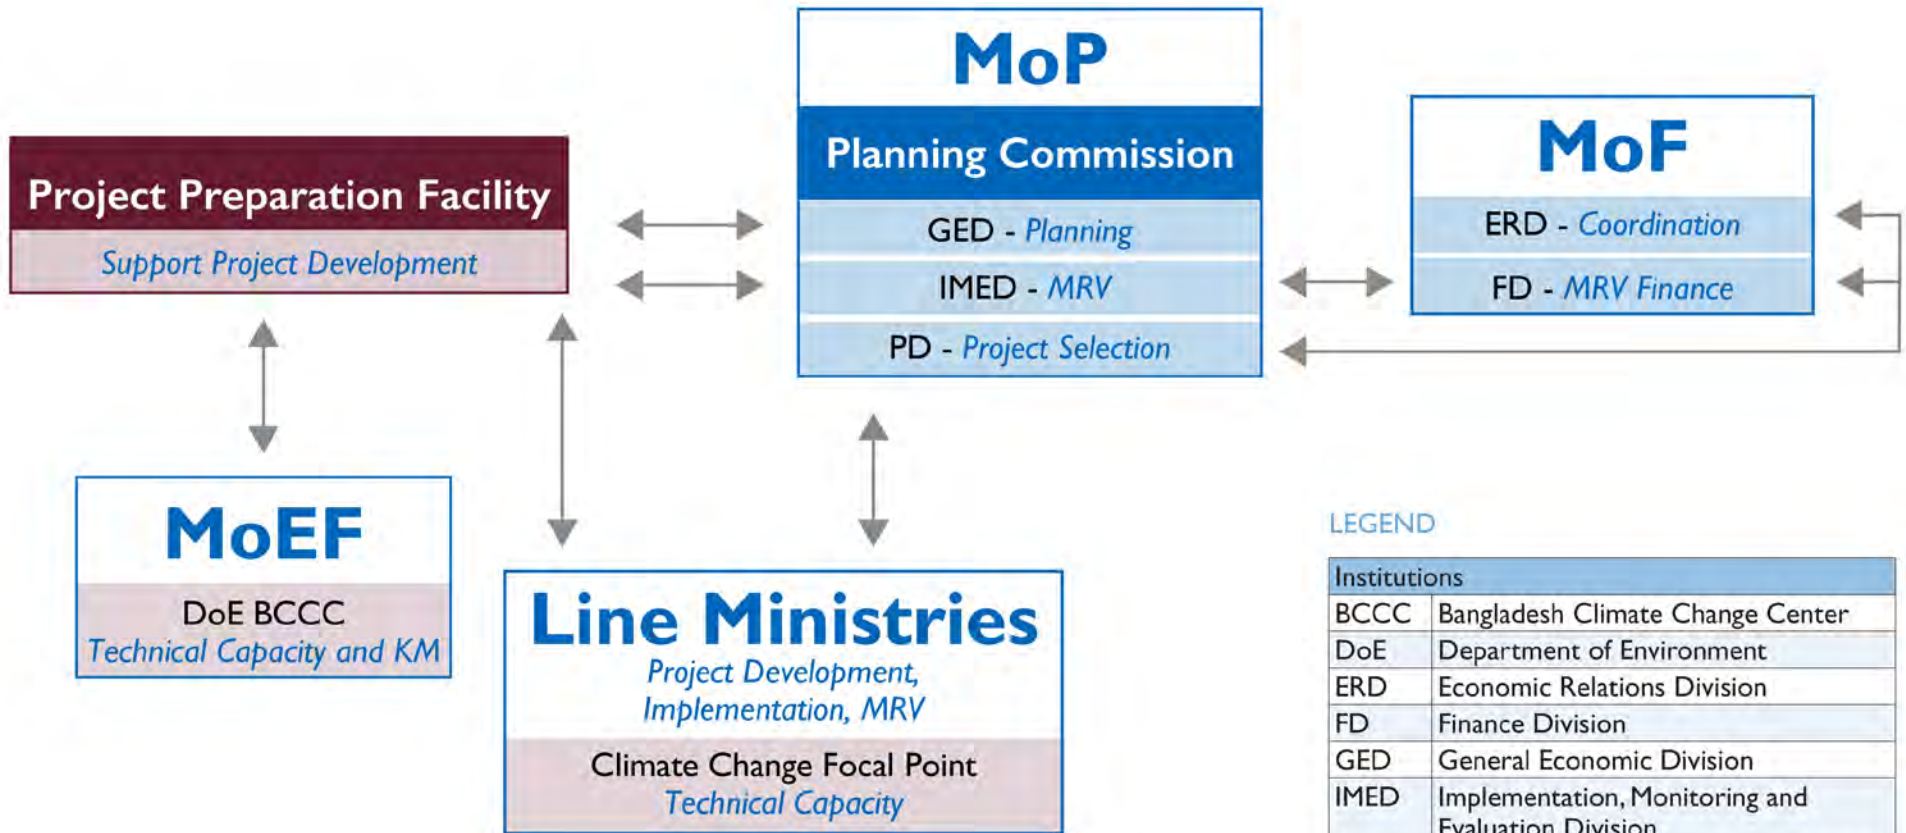 MoP
Planning Commission
GED - Planning
IMED - MRV
PD - Project Selection
MoF
ERD - Coordination
FD - MRV Finance
Project Preparation Facility
Support Project Development
MoEF
DoE BCCC
Technical Capacity and KM
Line Ministries
Project Development,
Implementation, MRV
Climate Change Focal Point
Technical Capacity
LEGEND
Institutions
BCCC Bangladesh Climate Change Center
DoE Department of Environment
ERD Economic Relations Division
FD Finance Division
GED General Economic Division
IMED Implementation, Monitoring and
Evaluation Division